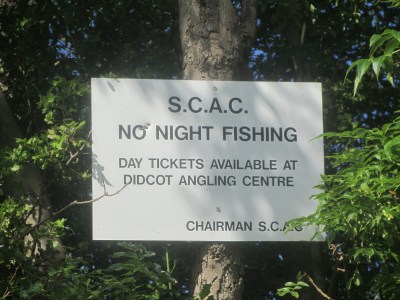 S.C.A.C.
NO NIGHT FISHING
DAY TICKETS AVAILABLE AT
DIDCOT ANGLING CENTRE
CHAIRMAN S.C.A.C